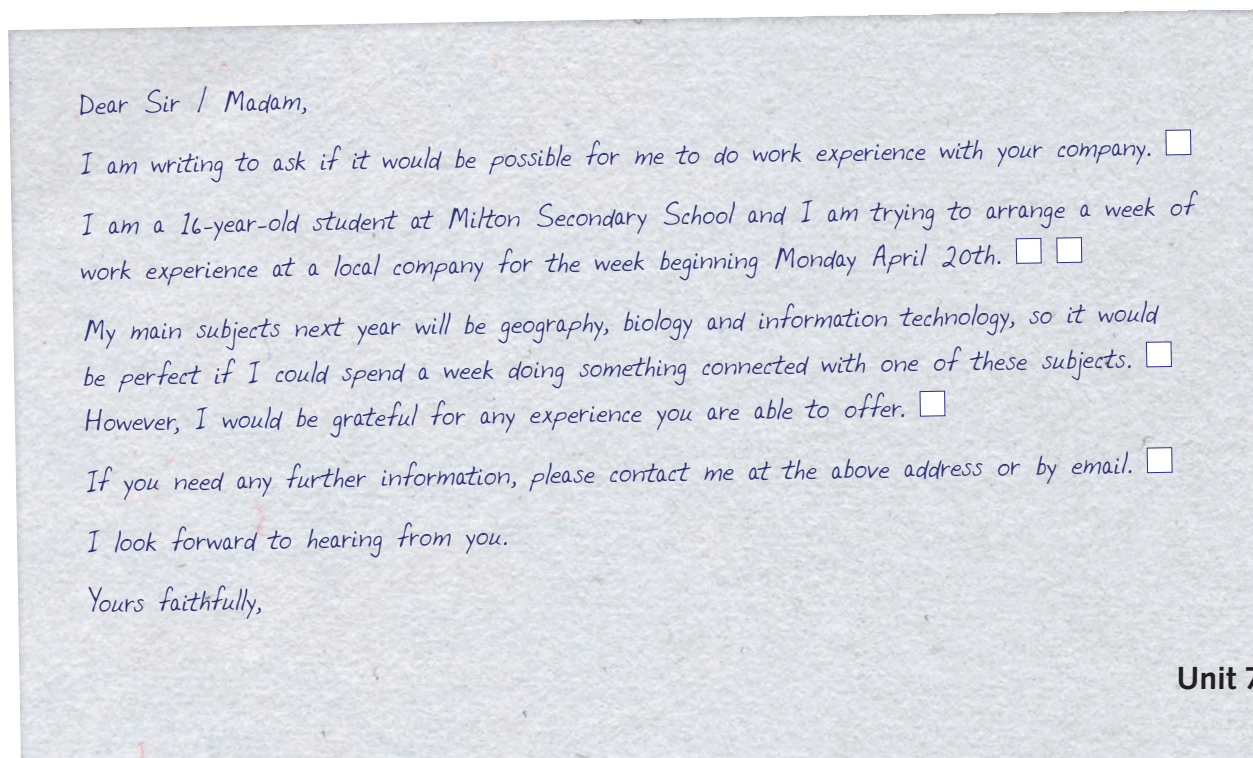 Dear Sir / Madam,
I am writing to ask if it would be possible for me to do work experience with your company.
I am a 16-year-old student at Milton Secondary School and I am trying to arrange a week of
work experience at a local company for the week beginning Monday April 20th.
My main subjects next year will be geography, biology and information technology, so it would
be perfect if I could spend a week doing something connected with one of these subjects.
However, I would be grateful for any experience you are able to offer.
If you need any further information, please contact me at the above address or by email.
I look forward to hearing from you.
Yours faithfully,
Unit 7